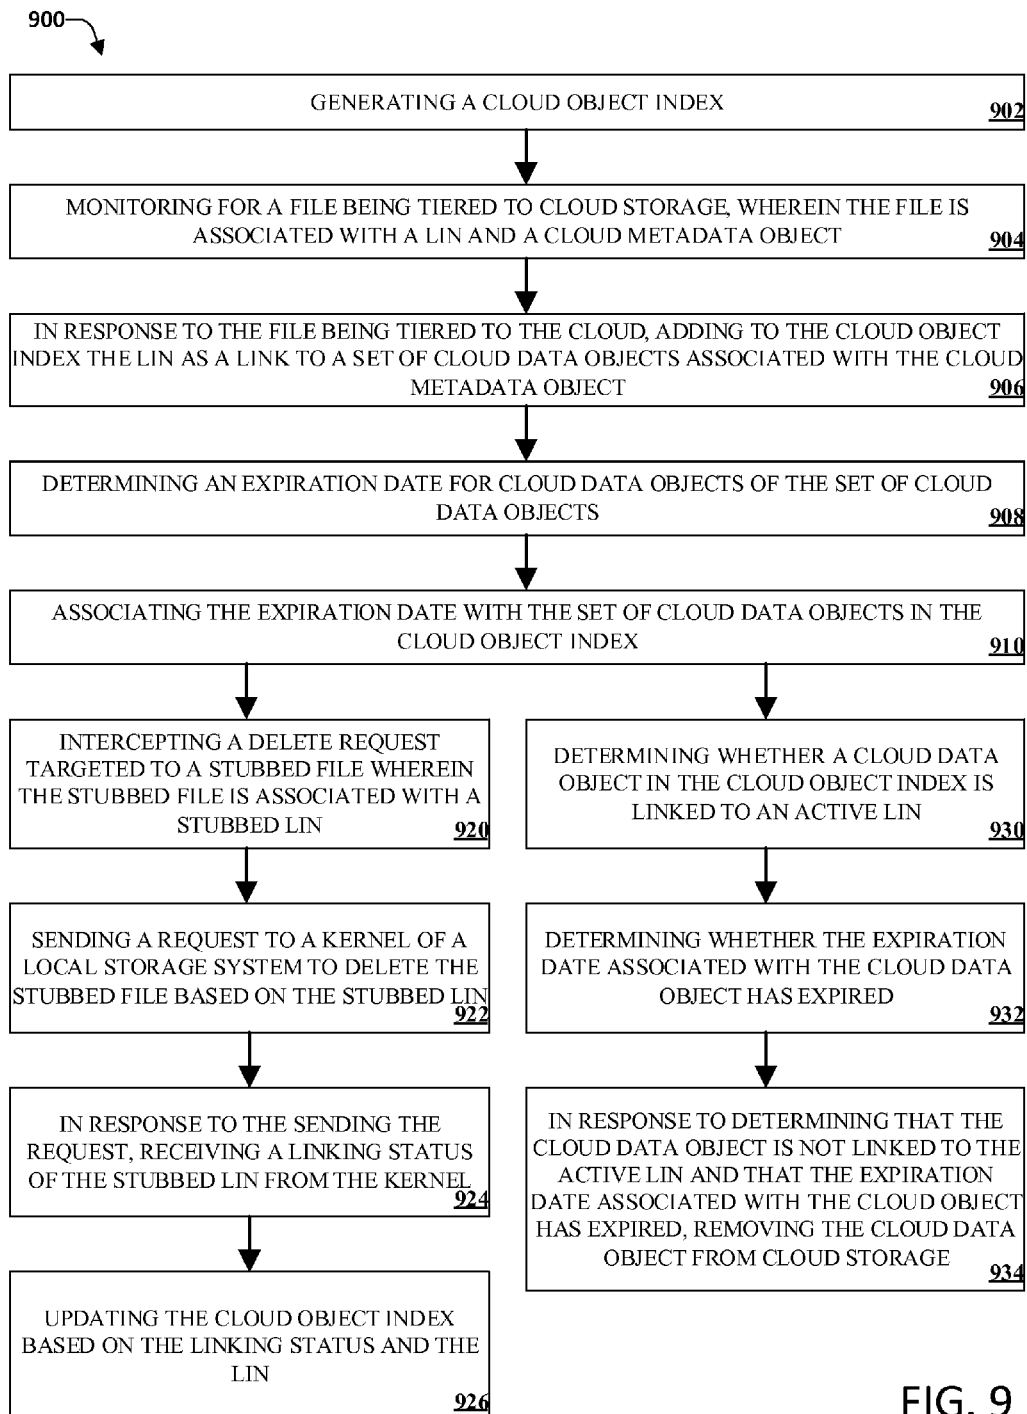 900
GENERATING A CLOUD OBJECT INDEX
902
MONITORING FOR A FILE BEING TIERED TO CLOUD STORAGE, WHEREIN THE FILE IS
ASSOCIATED WITH A LIN AND A CLOUD METADATA OBJECT
904
IN RESPONSE TO THE FILE BEING TIERED TO THE CLOUD, ADDING TO THE CLOUD OBJECT
INDEX THE LIN AS A LINK TO A SET OF CLOUD DATA OBJECTS ASSOCIATED WITH THE CLOUD
METADATA OBJECT
906
DETERMINING AN EXPIRATION DATE FOR CLOUD DATA OBJECTS OF THE SET OF CLOUD
DATA OBJECTS
908
ASSOCIATING THE EXPIRATION DATE WITH THE SET OF CLOUD DATA OBJECTS IN THE
CLOUD OBJECT INDEX
910
INTERCEPTING A DELETE REQUEST
TARGETED TO A STUBBED FILE WHEREIN
THE STUBBED FILE IS ASSOCIATED WITH A
STUBBED LIN
920
SENDING A REQUEST TO A KERNEL OF A
LOCAL STORAGE SYSTEM TO DELETE THE
STUBBED FILE BASED ON THE STUBBED LIN
922
IN RESPONSE TO THE SENDING THE
REQUEST, RECEIVING A LINKING STATUS
OF THE STUBBED LIN FROM THE KERNEL
924
UPDATING THE CLOUD OBJECT INDEX
BASED ON THE LINKING STATUS AND THE
LIN
926
DETERMINING WHETHER A CLOUD DATA
OBJECT IN THE CLOUD OBJECT INDEX IS
LINKED TO AN ACTIVE LIN
930
DETERMINING WHETHER THE EXPIRATION
DATE ASSOCIATED WITH THE CLOUD DATA
OBJECT HAS EXPIRED
932
IN RESPONSE TO DETERMINING THAT THE
CLOUD DATA OBJECT IS NOT LINKED TO THE
ACTIVE LIN AND THAT THE EXPIRATION
DATE ASSOCIATED WITH THE CLOUD OBJECT
HAS EXPIRED, REMOVING THE CLOUD DATA
OBJECT FROM CLOUD STORAGE
934
FIG. 9